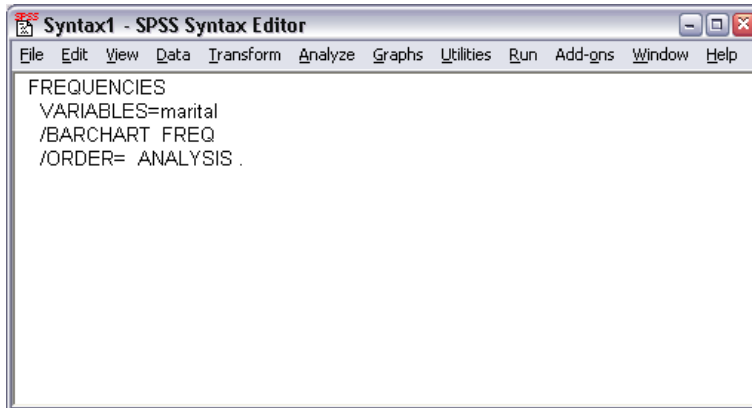 SPSS Syntax1 - SPSS Syntax Editor
File Edit View Data Transform Analyze Graphs Utilities Run Add-ons Window Help
FREQUENCIES
VARIABLES=marital
/BARCHART FREQ
/ORDER= ANALYSIS .